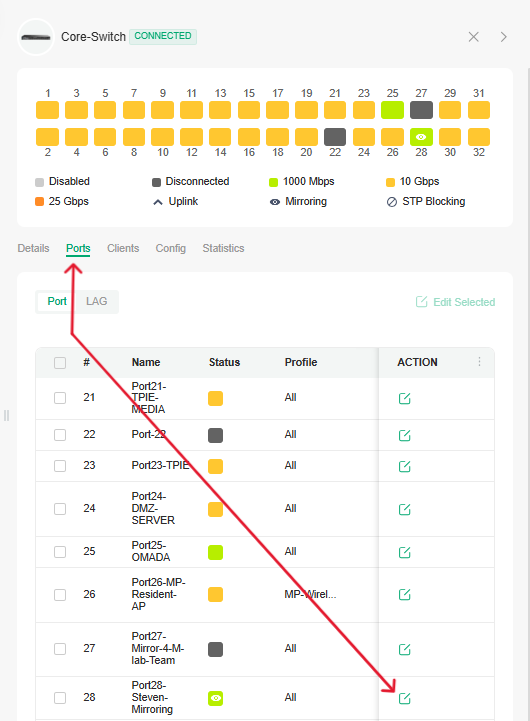 Core-Switch CONNECTED
1 3 5 7 9 11 13 15 17 19 21 23 25 27 29 31
2 4 6 8 10 12 14 16 18 20 22 24 26 28 30 32
Disabled Disconnected 1000 Mbps 10 Gbps
25 Gbps Uplink Mirroring STP Blocking
Details Ports Clients Config Statistics
Port LAG Edit Selected
# Name Status Profile ACTION
21 Port21-TPIE-MEDIA All
22 Port-22 All
23 Port23-TPIE All
24 Port24-DMZ-SERVER All
25 Port25-OMADA All
26 Port26-MP-Resident-AP MP-Wirel...
27 Port27-Mirror-4-M-lab-Team All
28 Port28-Steven-Mirroring All